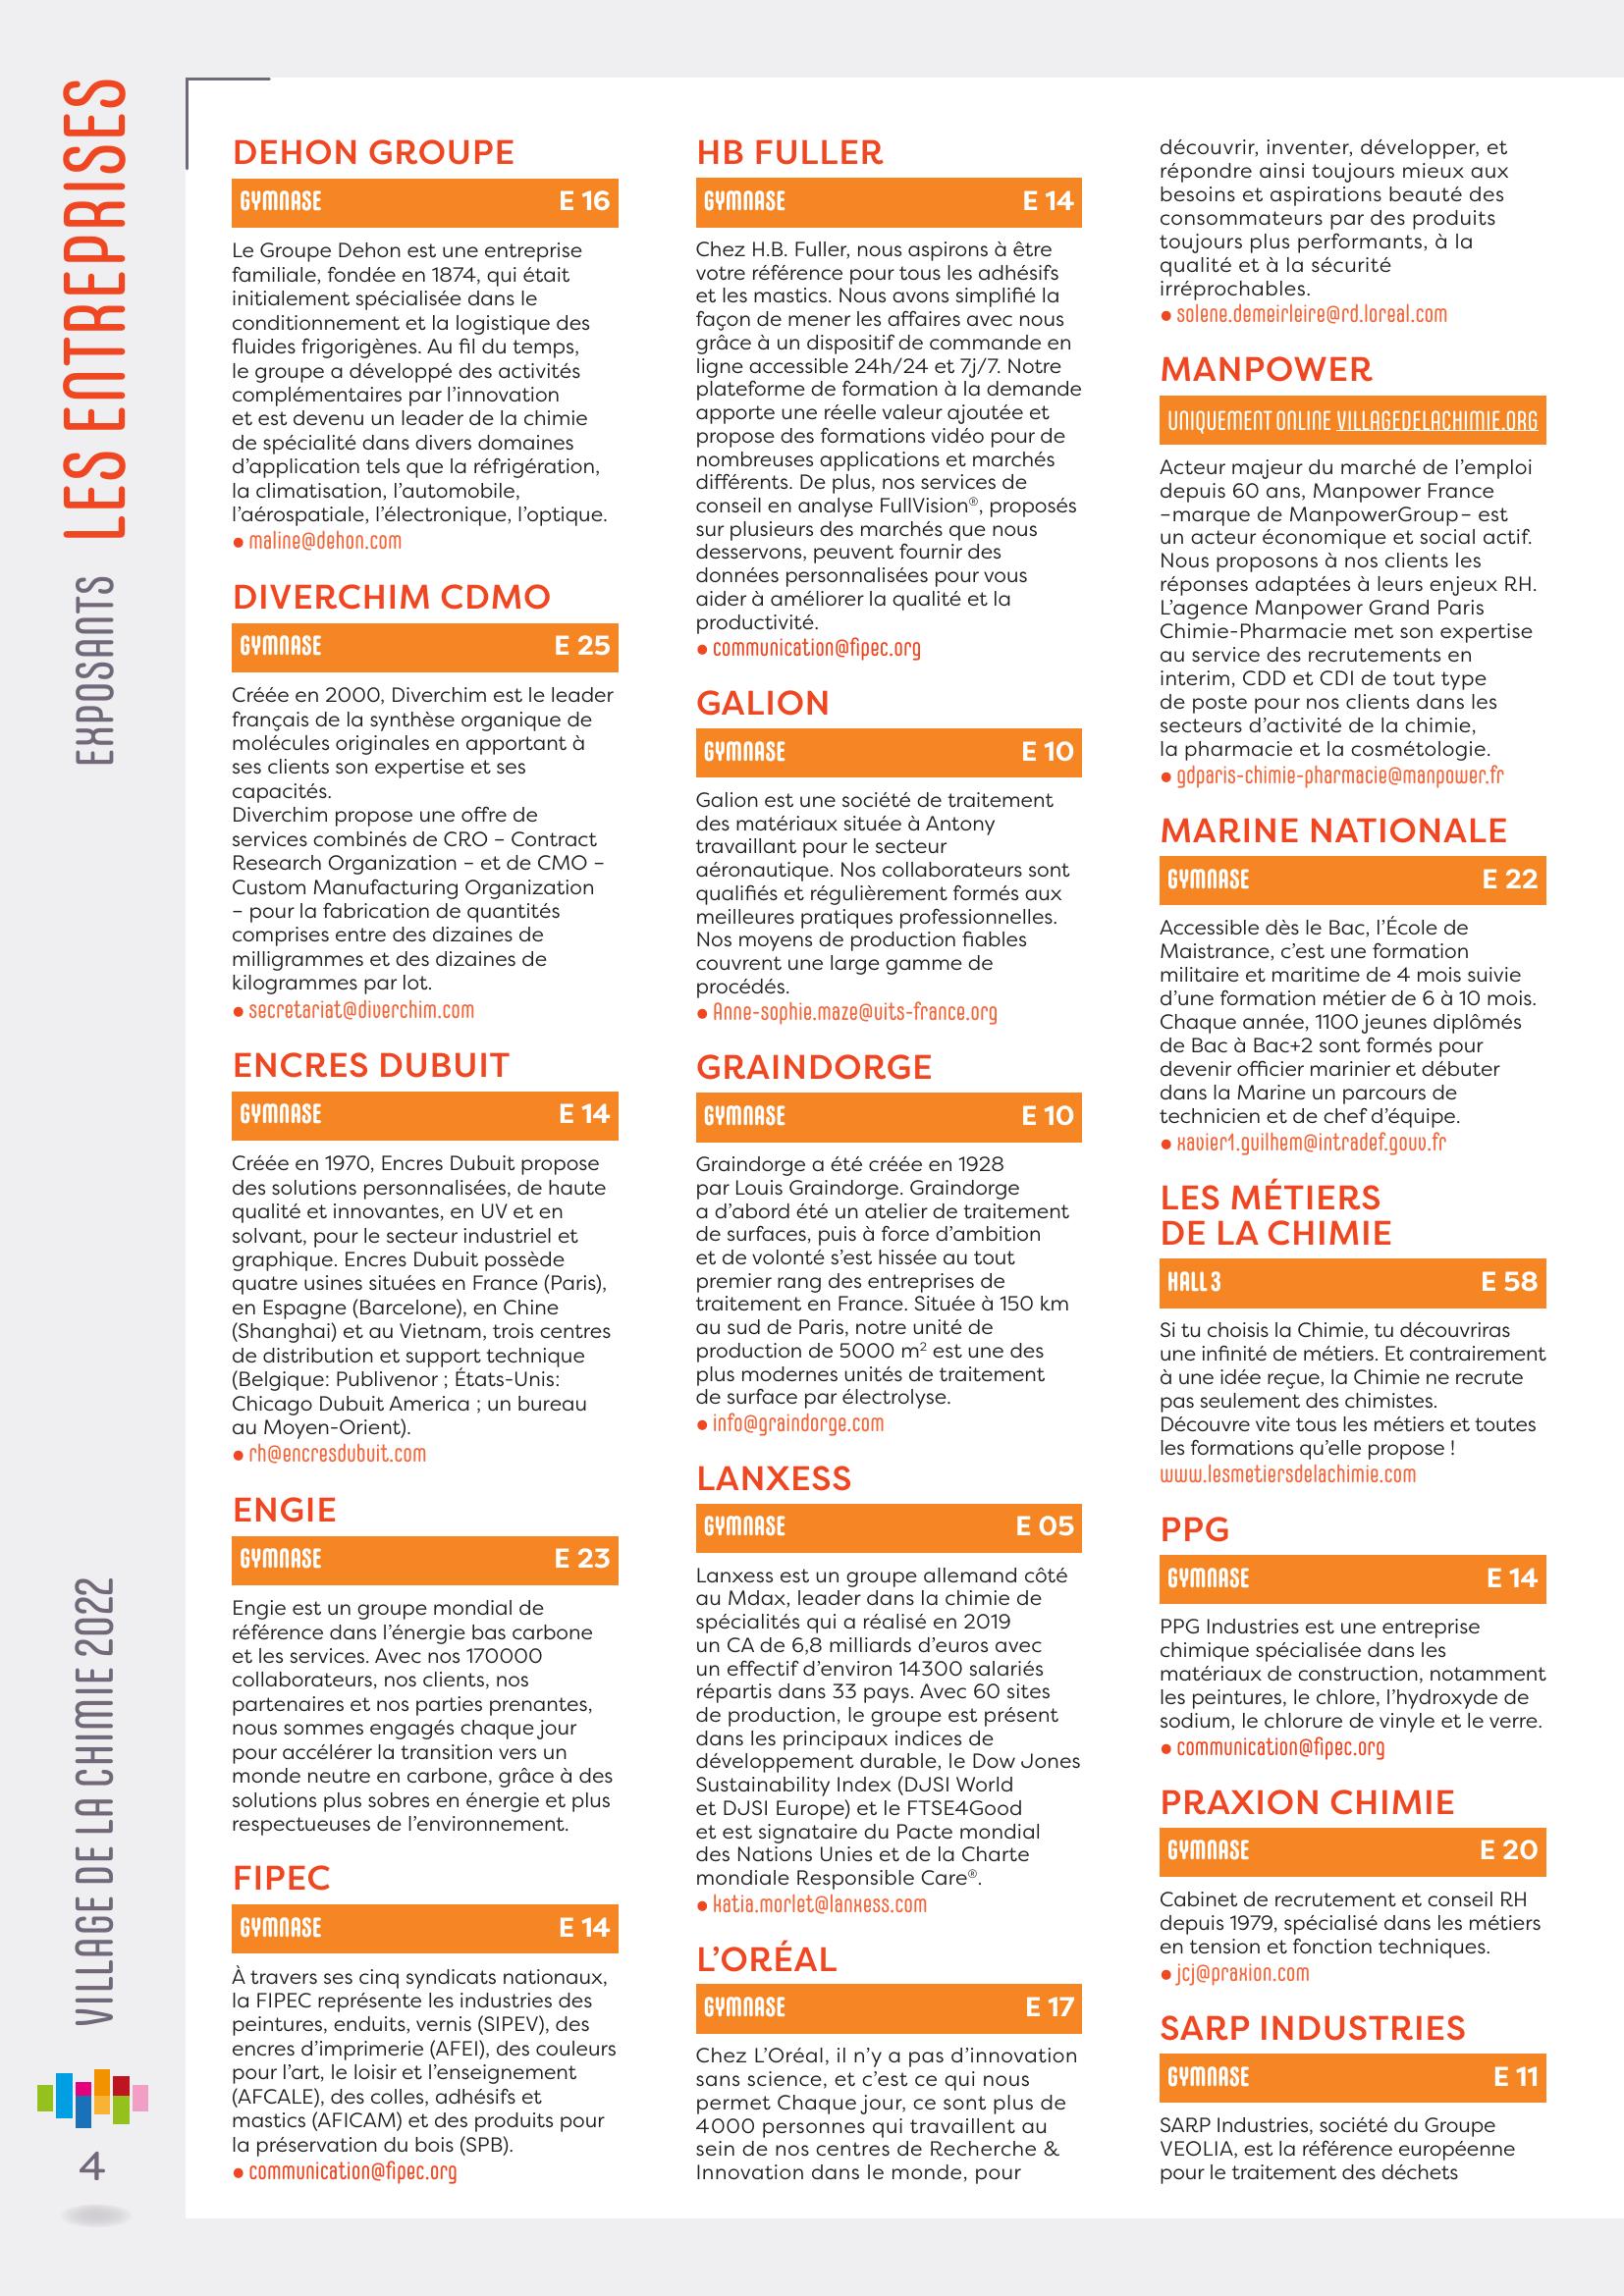 LES ENTREPRISES
EXPOSANTS
VILLAGE DE LA CHIMIE 2022
4
DEHON GROUPE
GYMNASE E 16
Le Groupe Dehon est une entreprise
familiale, fondée en 1874, qui était
initialement spécialisée dans le
conditionnement et la logistique des
fluides frigorigènes. Au fil du temps,
le groupe a développé des activités
complémentaires par l’innovation
et est devenu un leader de la chimie
de spécialité dans divers domaines
d’application tels que la réfrigération,
la climatisation, l’automobile,
l’aérospatiale, l’électronique, l’optique.
● maline@dehon.com
DIVERCHIM CDMO
GYMNASE E 25
Créée en 2000, Diverchim est le leader
français de la synthèse organique de
molécules originales en apportant à
ses clients son expertise et ses
capacités.
Diverchim propose une offre de
services combinés de CRO – Contract
Research Organization – et de CMO –
Custom Manufacturing Organization
– pour la fabrication de quantités
comprises entre des dizaines de
milligrammes et des dizaines de
kilogrammes par lot.
● secretariat@diverchim.com
ENCRES DUBUIT
GYMNASE E 14
Créée en 1970, Encres Dubuit propose
des solutions personnalisées, de haute
qualité et innovantes, en UV et en
solvant, pour le secteur industriel et
graphique. Encres Dubuit possède
quatre usines situées en France (Paris),
en Espagne (Barcelone), en Chine
(Shanghai) et au Vietnam, trois centres
de distribution et support technique
(Belgique: Publivenor ; États-Unis:
Chicago Dubuit America ; un bureau
au Moyen-Orient).
● rh@encresdubuit.com
ENGIE
GYMNASE E 23
Engie est un groupe mondial de
référence dans l’énergie bas carbone
et les services. Avec nos 170000
collaborateurs, nos clients, nos
partenaires et nos parties prenantes,
nous sommes engagés chaque jour
pour accélérer la transition vers un
monde neutre en carbone, grâce à des
solutions plus sobres en énergie et plus
respectueuses de l’environnement.
FIPEC
GYMNASE E 14
À travers ses cinq syndicats nationaux,
la FIPEC représente les industries des
peintures, enduits, vernis (SIPEV), des
encres d’imprimerie (AFEI), des couleurs
pour l’art, le loisir et l’enseignement
(AFCALE), des colles, adhésifs et
mastics (AFICAM) et des produits pour
la préservation du bois (SPB).
● communication@fipec.org
HB FULLER
GYMNASE E 14
Chez H.B. Fuller, nous aspirons à être
votre référence pour tous les adhésifs
et les mastics. Nous avons simplifié la
façon de mener les affaires avec nous
grâce à un dispositif de commande en
ligne accessible 24h/24 et 7j/7. Notre
plateforme de formation à la demande
apporte une réelle valeur ajoutée et
propose des formations vidéo pour de
nombreuses applications et marchés
différents. De plus, nos services de
conseil en analyse FullVision®, proposés
sur plusieurs des marchés que nous
desservons, peuvent fournir des
données personnalisées pour vous
aider à améliorer la qualité et la
productivité.
● communication@fipec.org
GALION
GYMNASE E 10
Galion est une société de traitement
des matériaux située à Antony
travaillant pour le secteur
aéronautique. Nos collaborateurs sont
qualifiés et régulièrement formés aux
meilleures pratiques professionnelles.
Nos moyens de production fiables
couvrent une large gamme de
procédés.
● Anne-sophie.maze@uits-france.org
GRAINDORGE
GYMNASE E 10
Graindorge a été créée en 1928
par Louis Graindorge. Graindorge
a d’abord été un atelier de traitement
de surfaces, puis à force d’ambition
et de volonté s’est hissée au tout
premier rang des entreprises de
traitement en France. Située à 150 km
au sud de Paris, notre unité de
production de 5000 m² est une des
plus modernes unités de traitement
de surface par électrolyse.
● info@graindorge.com
LANXESS
GYMNASE E 05
Lanxess est un groupe allemand côté
au Mdax, leader dans la chimie de
spécialités qui a réalisé en 2019
un CA de 6,8 milliards d’euros avec
un effectif d’environ 14300 salariés
répartis dans 33 pays. Avec 60 sites
de production, le groupe est présent
dans les principaux indices de
développement durable, le Dow Jones
Sustainability Index (DJSI World
et DJSI Europe) et le FTSE4Good
et est signataire du Pacte mondial
des Nations Unies et de la Charte
mondiale Responsible Care®.
● katia.morlet@lanxess.com
L’ORÉAL
GYMNASE E 17
Chez L’Oréal, il n’y a pas d’innovation
sans science, et c’est ce qui nous
permet Chaque jour, ce sont plus de
4000 personnes qui travaillent au
sein de nos centres de Recherche &
Innovation dans le monde, pour
découvrir, inventer, développer, et
répondre ainsi toujours mieux aux
besoins et aspirations beauté des
consommateurs par des produits
toujours plus performants, à la
qualité et à la sécurité
irréprochables.
● solene.demeirleire@rd.loreal.com
MANPOWER
UNIQUEMENT ONLINE VILLAGEDELACHIMIE.ORG
Acteur majeur du marché de l’emploi
depuis 60 ans, Manpower France
–marque de ManpowerGroup– est
un acteur économique et social actif.
Nous proposons à nos clients les
réponses adaptées à leurs enjeux RH.
L’agence Manpower Grand Paris
Chimie-Pharmacie met son expertise
au service des recrutements en
interim, CDD et CDI de tout type
de poste pour nos clients dans les
secteurs d’activité de la chimie,
la pharmacie et la cosmétologie.
● gdparis-chimie-pharmacie@manpower.fr
MARINE NATIONALE
GYMNASE E 22
Accessible dès le Bac, l’École de
Maistrance, c’est une formation
militaire et maritime de 4 mois suivie
d’une formation métier de 6 à 10 mois.
Chaque année, 1100 jeunes diplômés
de Bac à Bac+2 sont formés pour
devenir officier marinier et débuter
dans la Marine un parcours de
technicien et de chef d’équipe.
● xavier1.guilhem@intradef.gouv.fr
LES MÉTIERS
DE LA CHIMIE
HALL 3 E 58
Si tu choisis la Chimie, tu découvriras
une infinité de métiers. Et contrairement
à une idée reçue, la Chimie ne recrute
pas seulement des chimistes.
Découvre vite tous les métiers et toutes
les formations qu’elle propose !
www.lesmetiersdelachimie.com
PPG
GYMNASE E 14
PPG Industries est une entreprise
chimique spécialisée dans les
matériaux de construction, notamment
les peintures, le chlore, l’hydroxyde de
sodium, le chlorure de vinyle et le verre.
● communication@fipec.org
PRAXION CHIMIE
GYMNASE E 20
Cabinet de recrutement et conseil RH
depuis 1979, spécialisé dans les métiers
en tension et fonction techniques.
● jcj@praxion.com
SARP INDUSTRIES
GYMNASE E 11
SARP Industries, société du Groupe
VEOLIA, est la référence européenne
pour le traitement des déchets